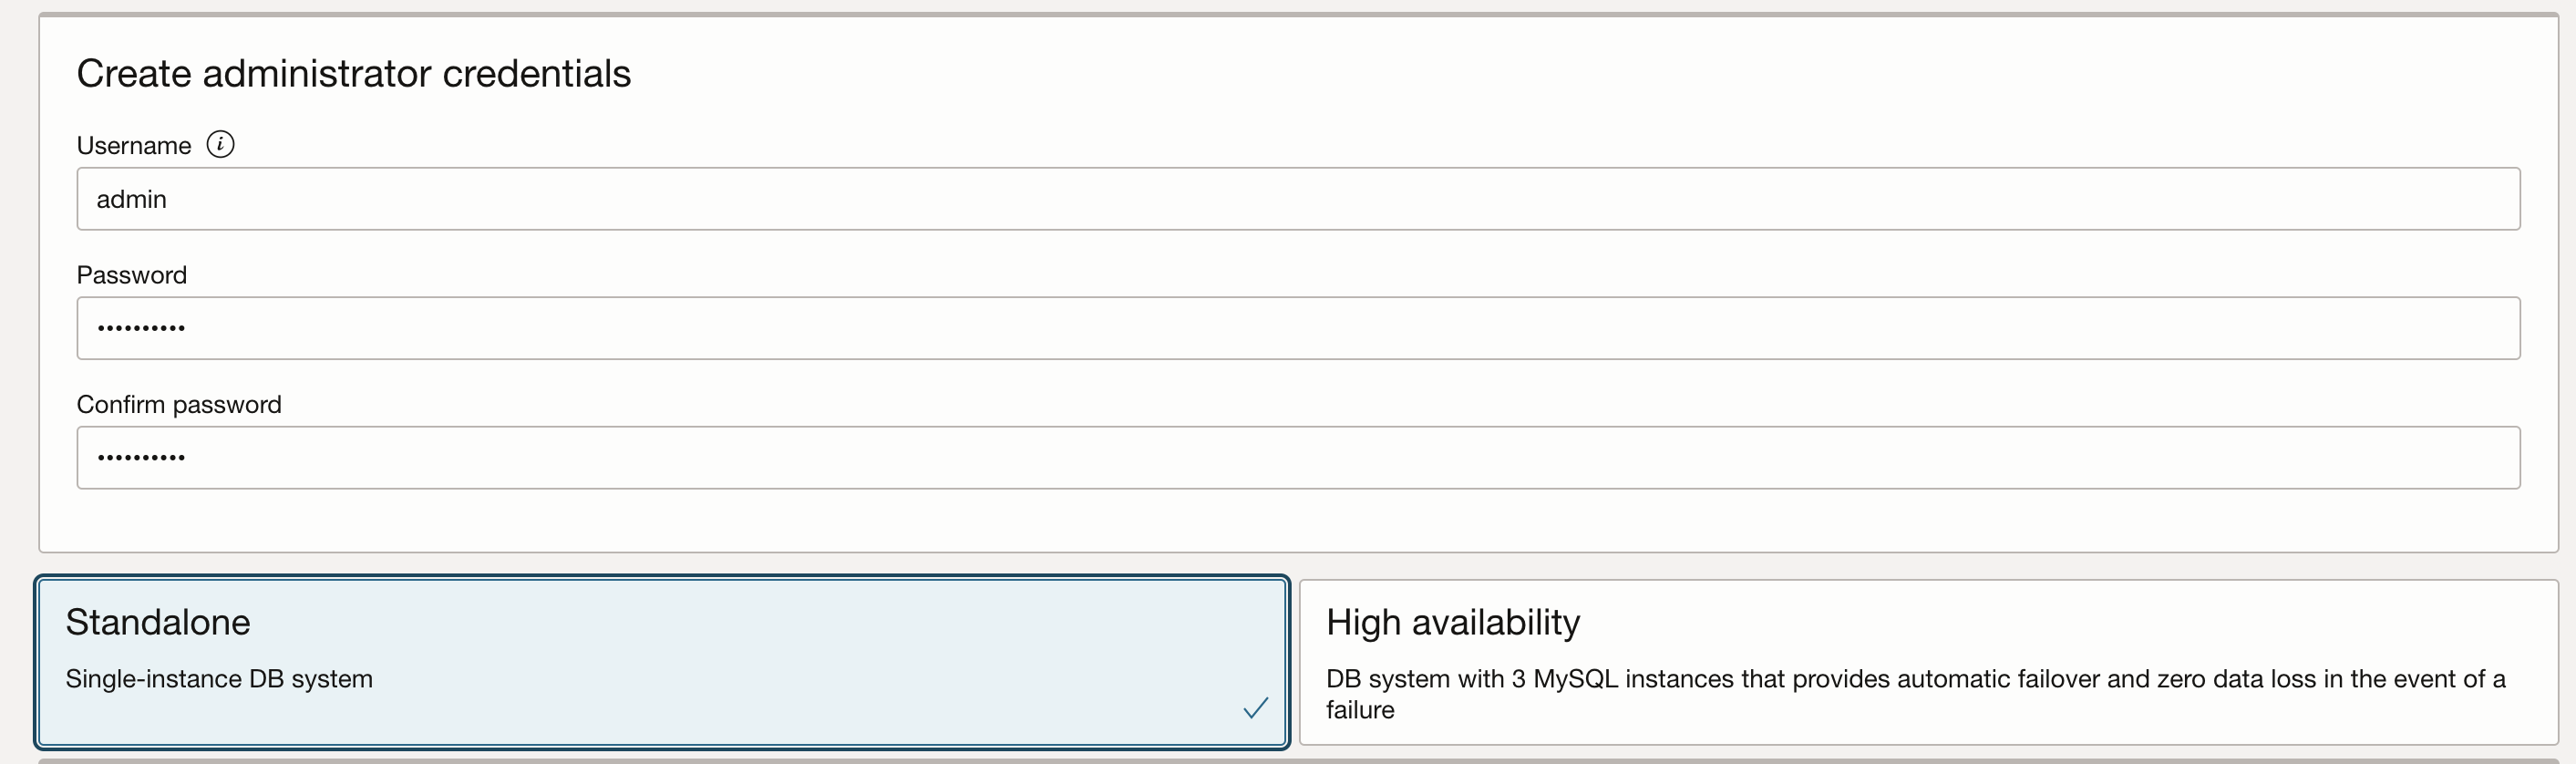 Create administrator credentials
Username
admin
Password
••••••••••
Confirm password
••••••••••
Standalone
Single-instance DB system
High availability
DB system with 3 MySQL instances that provides automatic failover and zero data loss in the event of a
failure